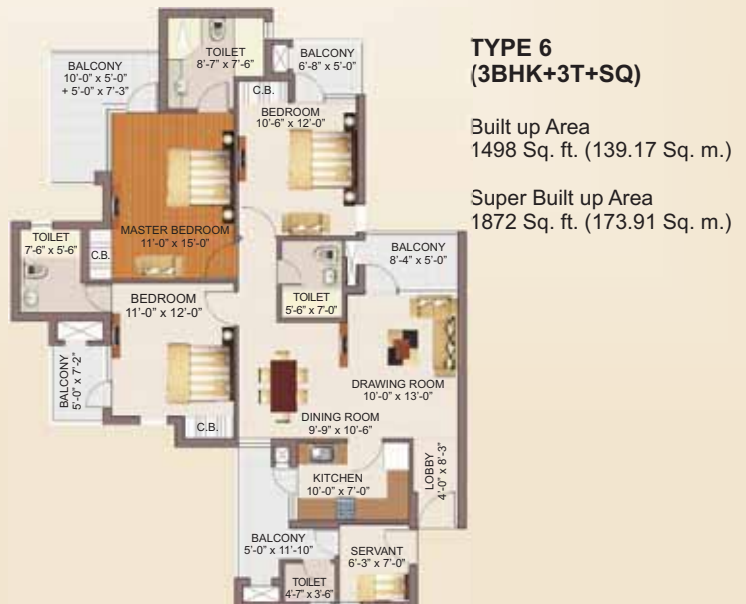 TYPE 6
(3BHK+3T+SQ)
Built up Area
1498 Sq. ft. (139.17 Sq. m.)
Super Built up Area
1872 Sq. ft. (173.91 Sq. m.)
TOILET
8'-7" x 7'-6"
BALCONY
6'-8" x 5'-0"
BALCONY
10'-0" x 5'-0"
+ 5'-0" x 7'-3"
C.B.
BEDROOM
10'-6" x 12'-0"
MASTER BEDROOM
11'-0" x 15'-0"
TOILET
7'-6" x 5'-6"
C.B.
BALCONY
8'-4" x 5'-0"
BEDROOM
11'-0" x 12'-0"
TOILET
5'-6" x 7'-0"
BALCONY
5'-0" x 7'-2"
DRAWING ROOM
10'-0" x 13'-0"
C.B.
DINING ROOM
9'-9" x 10'-6"
KITCHEN
10'-0" x 7'-0"
LOBBY
4'-0" x 8'-3"
BALCONY
5'-0" x 11'-10"
SERVANT
6'-3" x 7'-0"
TOILET
4'-7" x 3'-6"